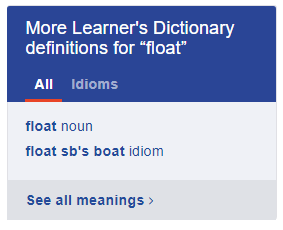 More Learner's Dictionary
definitions for “float”
All Idioms
float noun
float sb's boat idiom
See all meanings ›